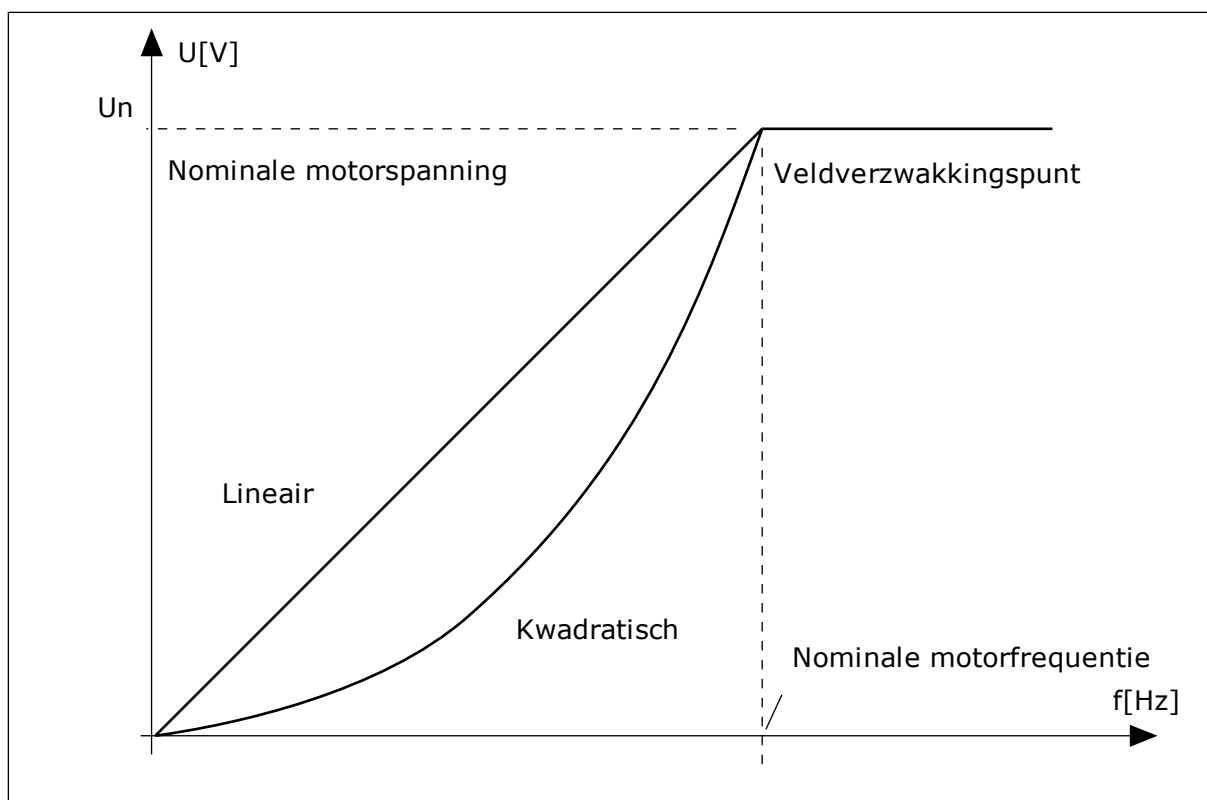 U[V]
Un
Nominale motorspanning
Veldverzwakkingspunt
Lineair
Kwadratisch
Nominale motorfrequentie
f[Hz]